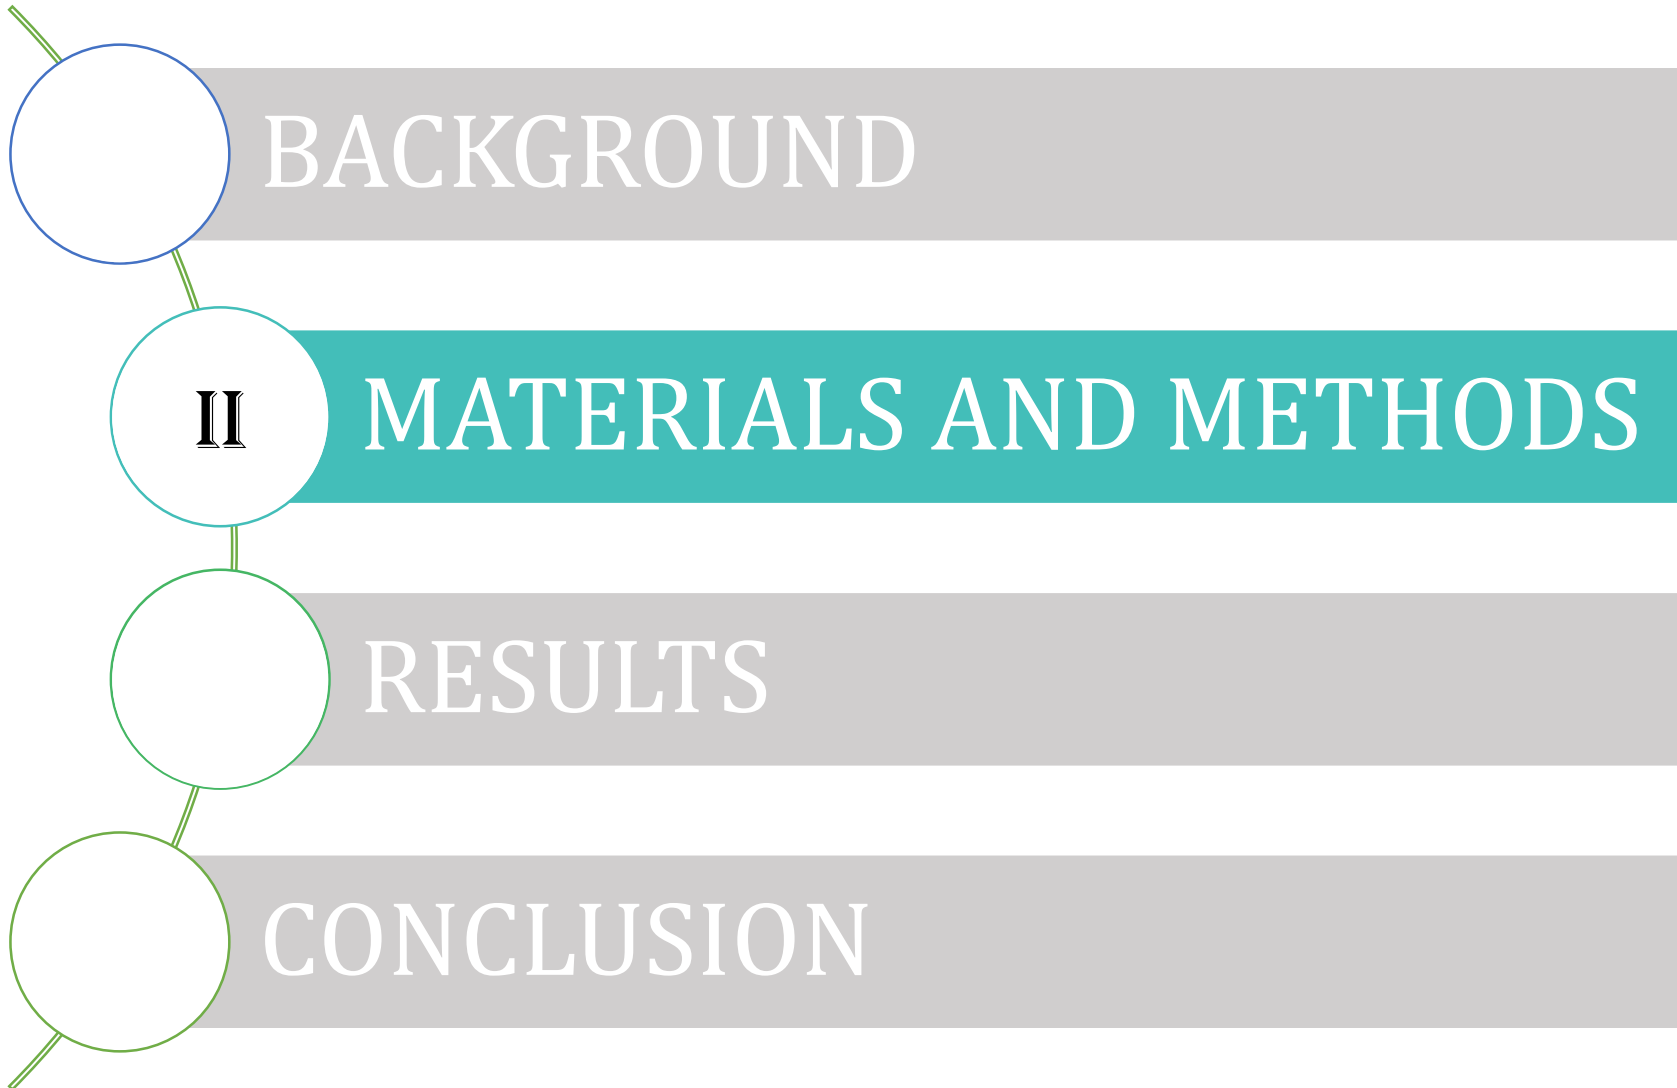 BACKGROUND
II MATERIALS AND METHODS
RESULTS
CONCLUSION